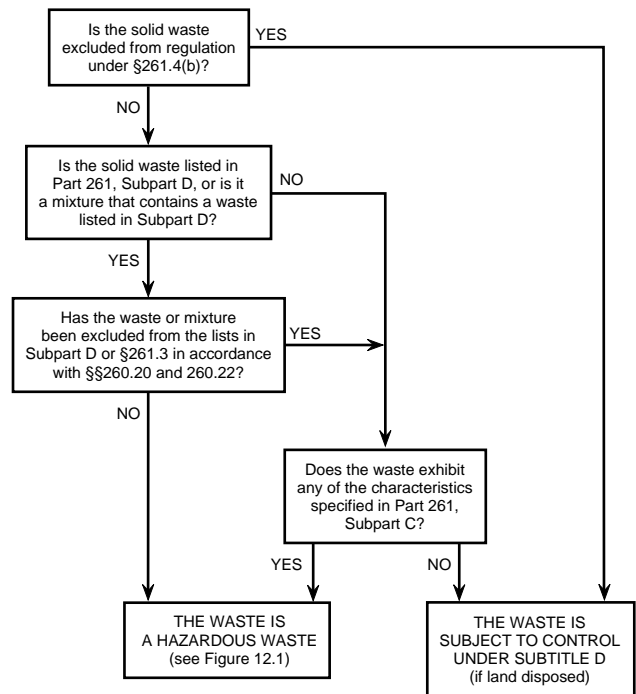 Is the solid waste
excluded from regulation
under §261.4(b)?
YES
NO
Is the solid waste listed in
Part 261, Subpart D, or is it
a mixture that contains a waste
listed in Subpart D?
NO
YES
Has the waste or mixture
been excluded from the lists in
Subpart D or §261.3 in accordance
with §§260.20 and 260.22?
YES
NO
Does the waste exhibit
any of the characteristics
specified in Part 261,
Subpart C?
YES
NO
THE WASTE IS
A HAZARDOUS WASTE
(see Figure 12.1)
THE WASTE IS
SUBJECT TO CONTROL
UNDER SUBTITLE D
(if land disposed)